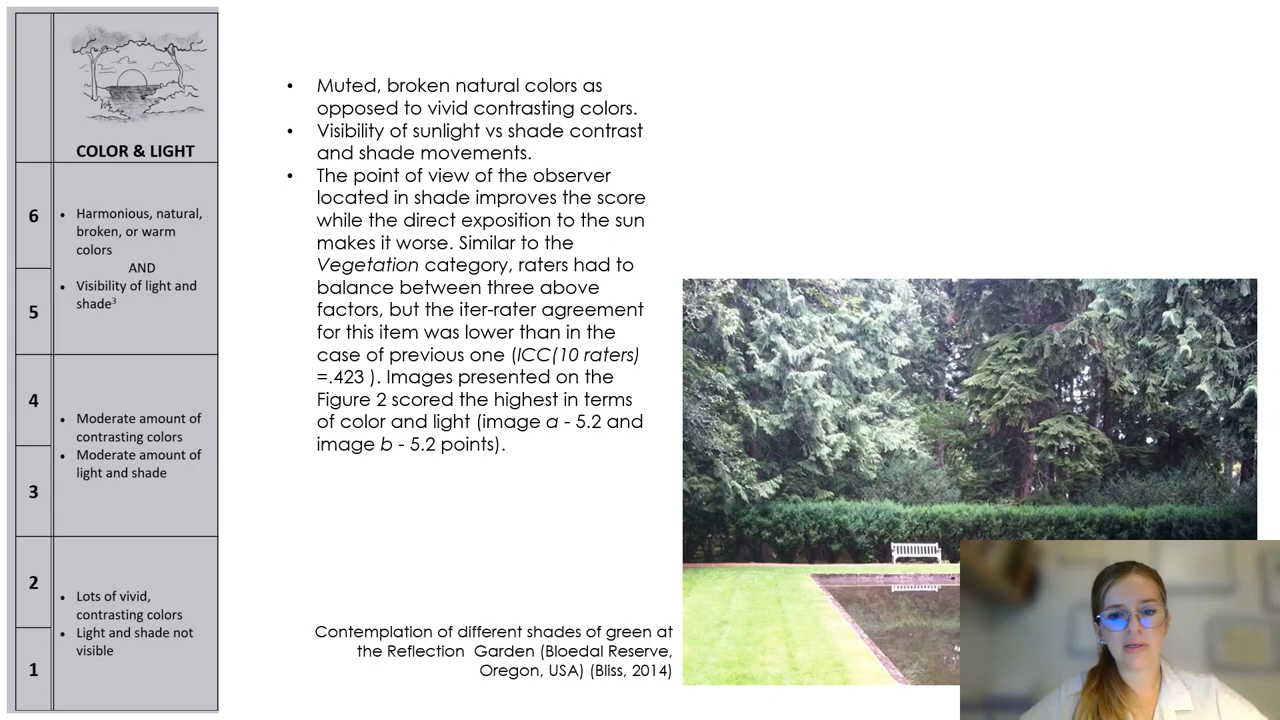 COLOR & LIGHT
6
5
• Harmonious, natural,
broken, or warm
colors
AND
• Visibility of light and
shade³
4
3
• Moderate amount of
contrasting colors
• Moderate amount of
light and shade
2
1
• Lots of vivid,
contrasting colors
• Light and shade not
visible
• Muted, broken natural colors as
opposed to vivid contrasting colors.
• Visibility of sunlight vs shade contrast
and shade movements.
• The point of view of the observer
located in shade improves the score
while the direct exposition to the sun
makes it worse. Similar to the
Vegetation category, raters had to
balance between three above
factors, but the iter-rater agreement
for this item was lower than in the
case of previous one (ICC(10 raters)
=.423 ). Images presented on the
Figure 2 scored the highest in terms
of color and light (image a - 5.2 and
image b - 5.2 points).
Contemplation of different shades of green at
the Reflection Garden (Bloedal Reserve,
Oregon, USA) (Bliss, 2014)